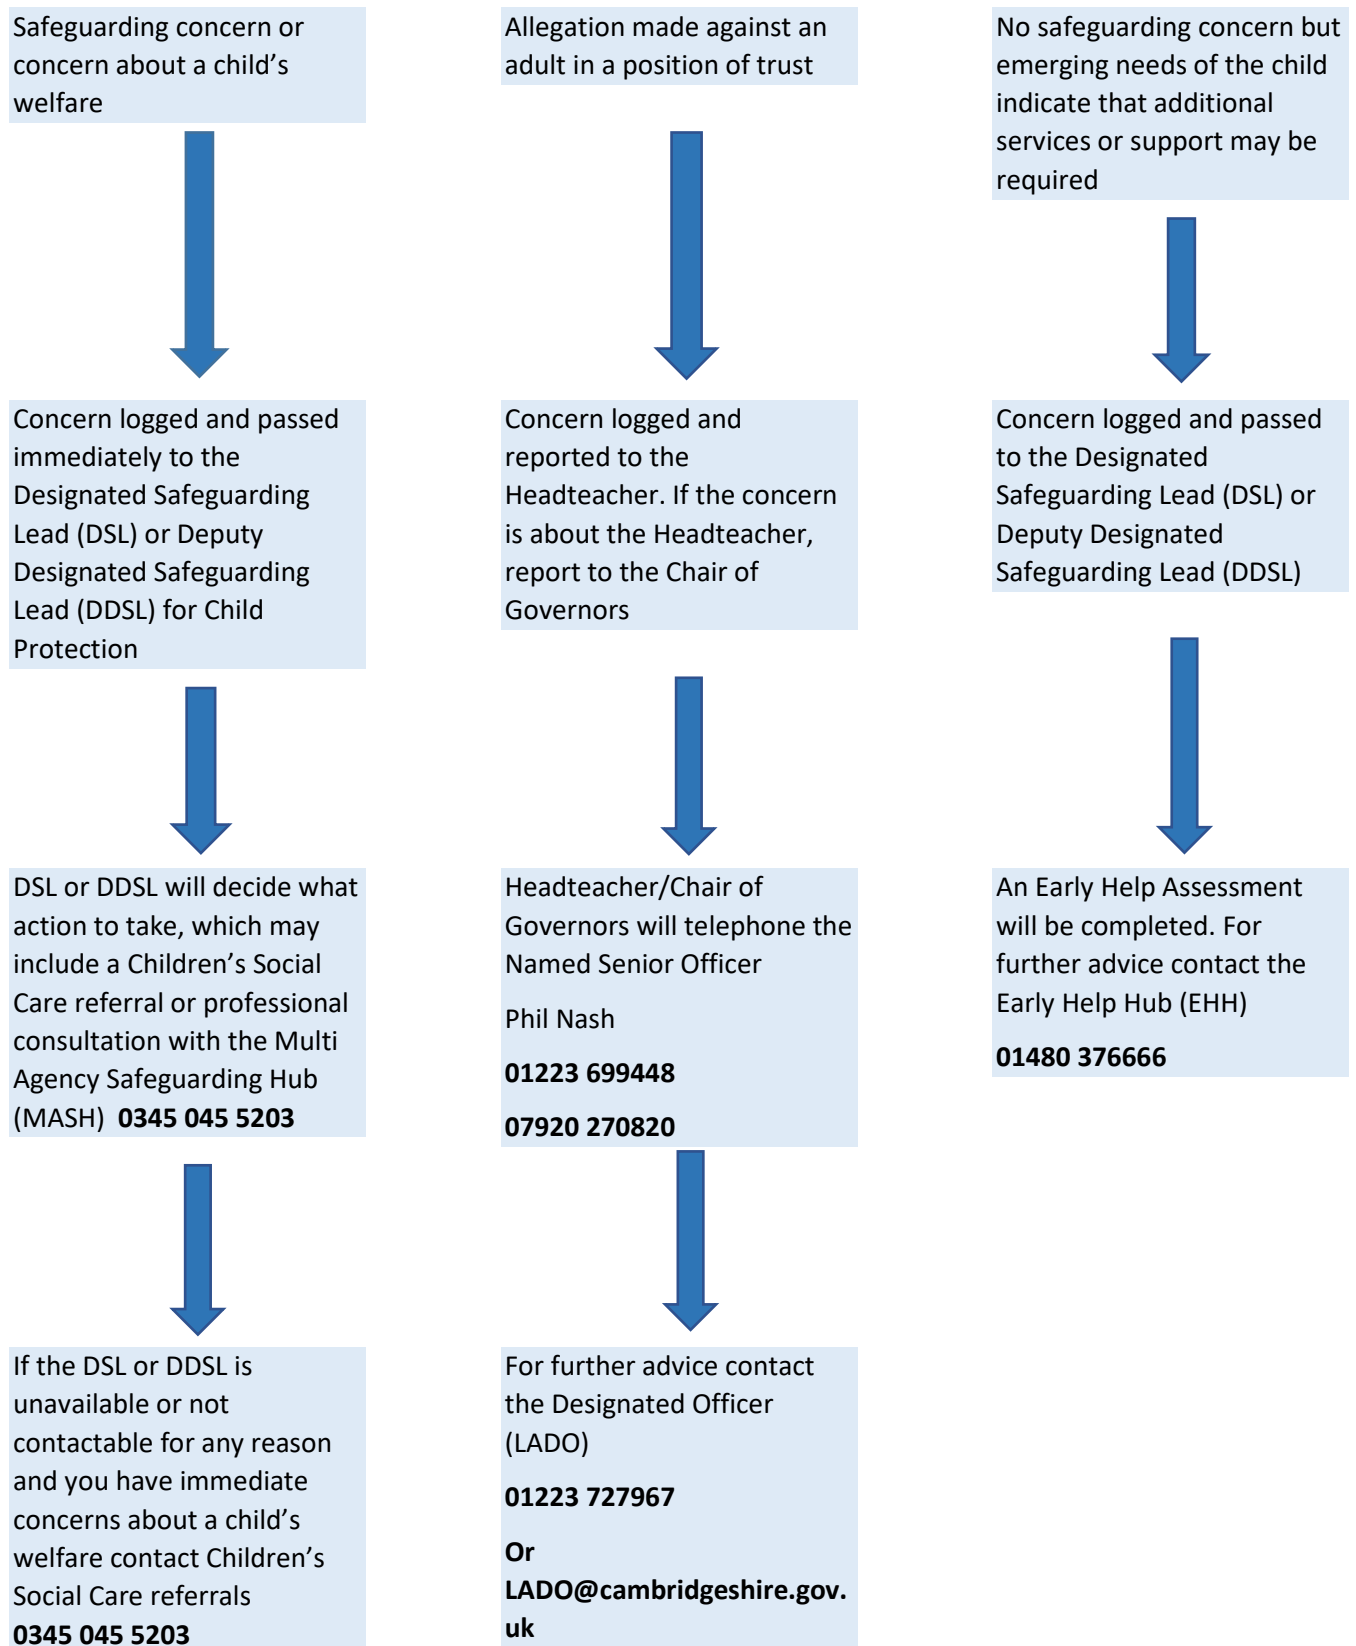 Safeguarding concern or
concern about a child’s
welfare
Concern logged and passed
immediately to the
Designated Safeguarding
Lead (DSL) or Deputy
Designated Safeguarding
Lead (DDSL) for Child
Protection
DSL or DDSL will decide what
action to take, which may
include a Children’s Social
Care referral or professional
consultation with the Multi
Agency Safeguarding Hub
(MASH)  0345 045 5203
If the DSL or DDSL is
unavailable or not
contactable for any reason
and you have immediate
concerns about a child’s
welfare contact Children’s
Social Care referrals
0345 045 5203
Allegation made against an
adult in a position of trust
Concern logged and
reported to the
Headteacher. If the concern
is about the Headteacher,
report to the Chair of
Governors
Headteacher/Chair of
Governors will telephone the
Named Senior Officer
Phil Nash
01223 699448
07920 270820
For further advice contact
the Designated Officer
(LADO)
01223 727967
Or
LADO@cambridgeshire.gov.
uk
No safeguarding concern but
emerging needs of the child
indicate that additional
services or support may be
required
Concern logged and passed
to the Designated
Safeguarding Lead (DSL) or
Deputy Designated
Safeguarding Lead (DDSL)
An Early Help Assessment
will be completed. For
further advice contact the
Early Help Hub (EHH)
01480 376666